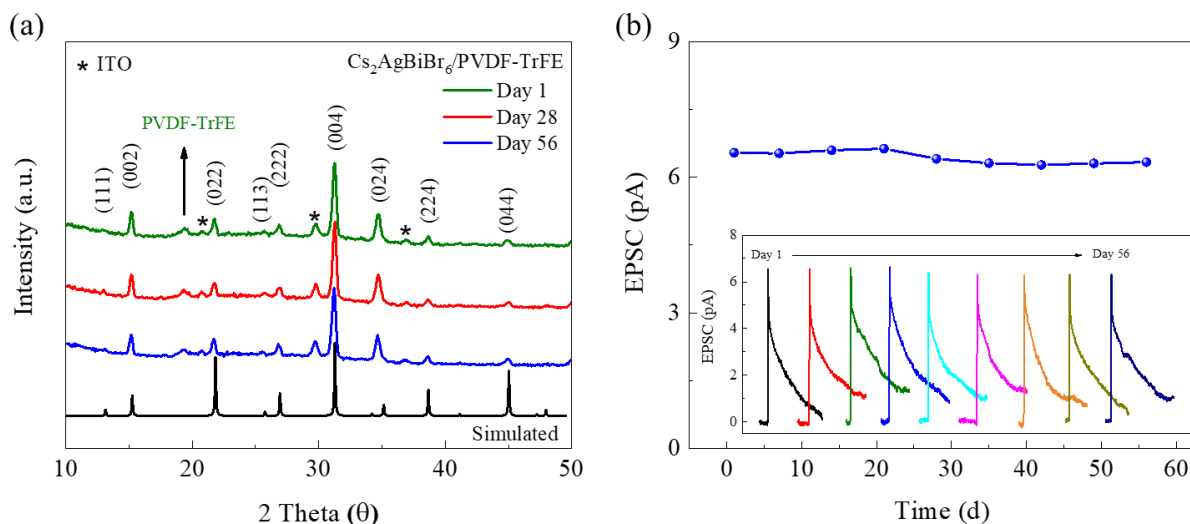 (a)
* ITO
Cs₂AgBiBr₆/PVDF-TrFE
Day 1
Day 28
Day 56
PVDF-TrFE
(111)
(002)
*
(022)
(113)
(222)
*
(004)
(024)
*
(224)
(044)
Simulated
Intensity (a.u.)
10 20 30 40 50
2 Theta (θ)
(b)
9
6
3
0
EPSC (pA)
0 10 20 30 40 50 60
Time (d)
8
6
4
2
0
EPSC (pA)
Day 1
Day 56